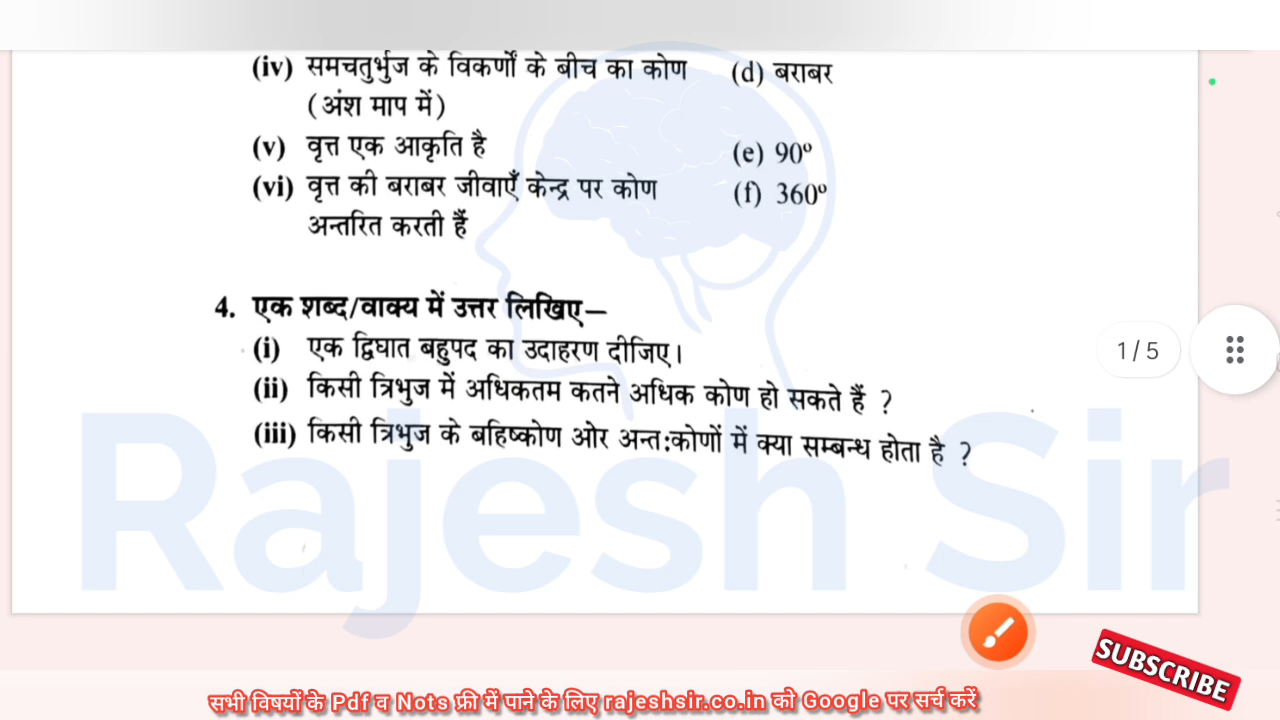 (iv) समचतुर्भुज के विकर्णों के बीच का कोण (d) बराबर
(अंश माप में)
(v) वृत्त एक आकृति है (e) 90°
(vi) वृत्त की बराबर जीवाएँ केन्द्र पर कोण (f) 360°
अन्तरित करती हैं
4. एक शब्द/वाक्य में उत्तर लिखिए—
(i) एक द्विघात बहुपद का उदाहरण दीजिए।
(ii) किसी त्रिभुज में अधिकतम कतने अधिक कोण हो सकते हैं ?
(iii) किसी त्रिभुज के बहिष्कोण ओर अन्त:कोणों में क्या सम्बन्ध होता है ?
1 / 5
Rajesh Sir
SUBSCRIBE
सभी विषयों के Pdf व Nots फ्री में पाने के लिए rajeshsir.co.in को Google पर सर्च करें